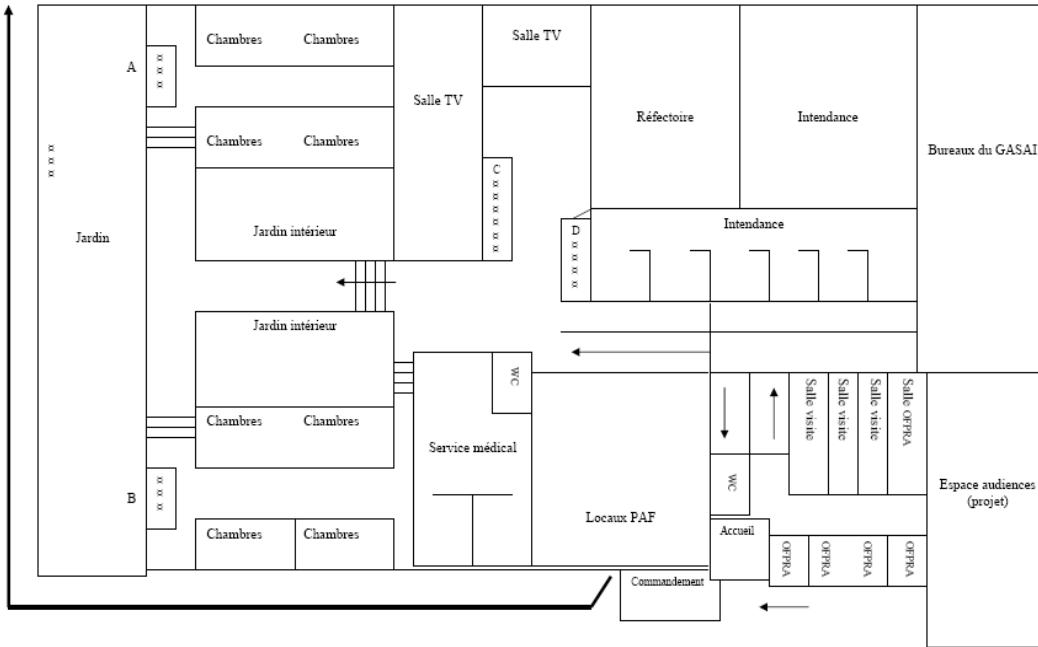 Chambres Chambres
Salle TV
A
¤
¤
¤
Salle TV
Réfectoire
Intendance
Chambres Chambres
Bureaux du GASAI
¤
¤
¤
C
¤
¤
¤
¤
¤
¤
Jardin
Jardin intérieur
D
¤
¤
¤
¤
Intendance
Jardin intérieur
WC
Salle visite
Salle visite
Salle visite
Salle OFPRA
Chambres Chambres
Service médical
WC
Espace audiences
(projet)
B
¤
¤
¤
Locaux PAF
Accueil
Chambres
Chambres
OFPRA
OFPRA
OFPRA
OFPRA
Commandement